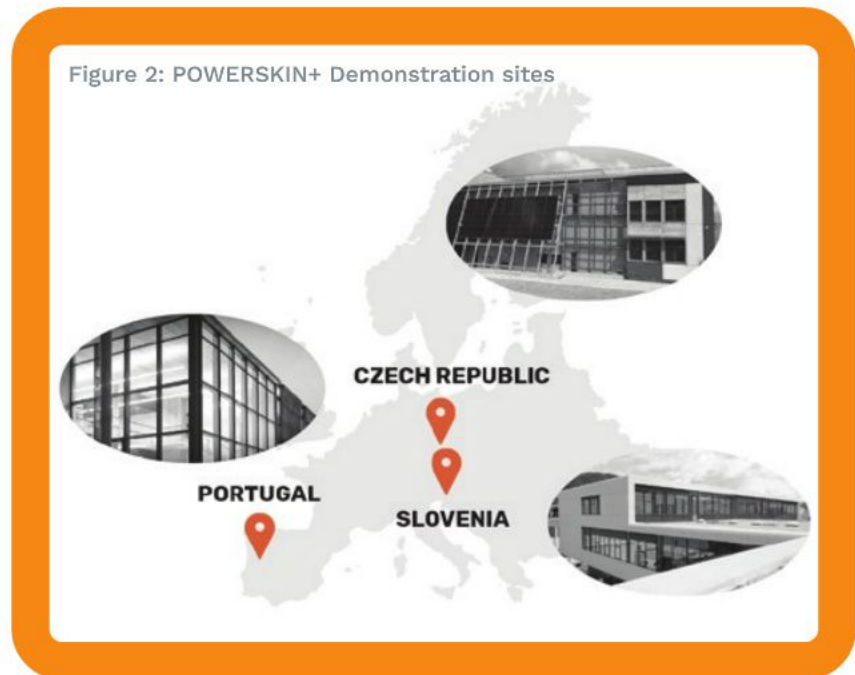 Figure 2: POWERSKIN+ Demonstration sites
CZECH REPUBLIC
PORTUGAL
SLOVENIA